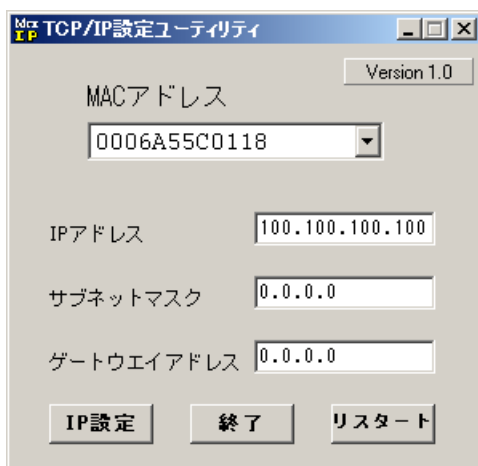 Mac IP TCP/IP設定ユーティリティ
Version 1.0
MACアドレス
0006A55C0118
IPアドレス 100.100.100.100
サブネットマスク 0.0.0.0
ゲートウエイアドレス 0.0.0.0
IP設定 終了 リスタート